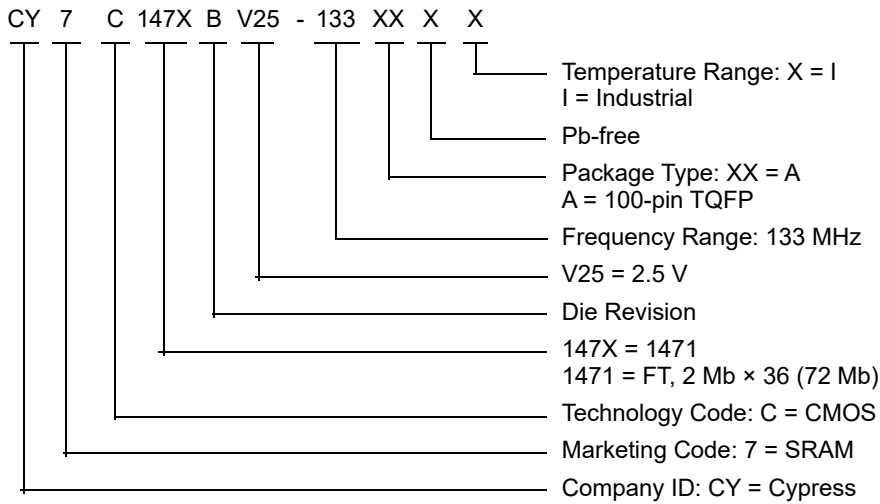 CY 7 C 147X B V25 - 133 XX X X
Temperature Range: X = I
I = Industrial
Pb-free
Package Type: XX = A
A = 100-pin TQFP
Frequency Range: 133 MHz
V25 = 2.5 V
Die Revision
147X = 1471
1471 = FT, 2 Mb × 36 (72 Mb)
Technology Code: C = CMOS
Marketing Code: 7 = SRAM
Company ID: CY = Cypress